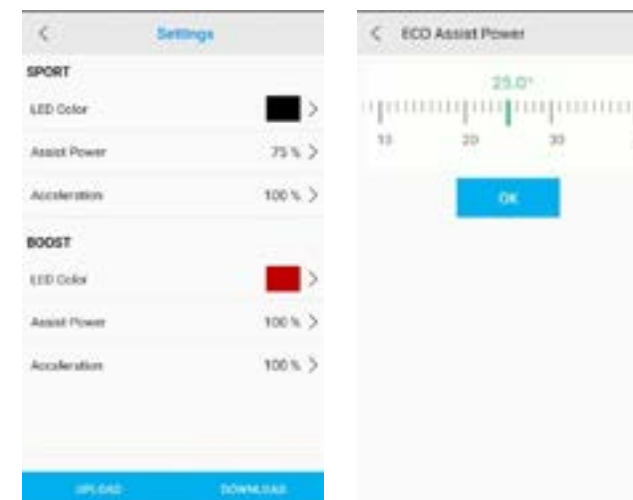 Settings
SPORT
LED Color
Assist Power 75 %
Acceleration 100 %
BOOST
LED Color
Assist Power 100 %
Acceleration 100 %
UPLOAD DOWNLOAD
ECO Assist Power
25.0°
10 20 30
OK